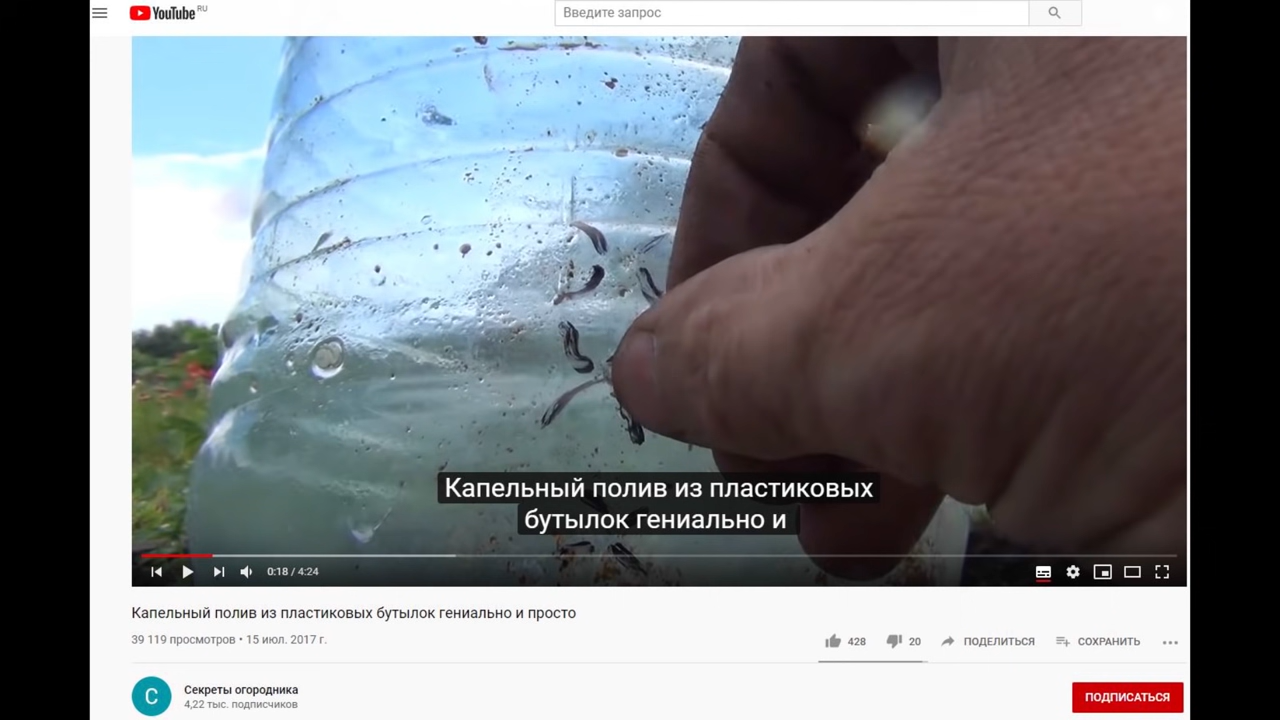 YouTube RU
Введите запрос
Капельный полив из пластиковых
бутылок гениально и
0:18 / 4:24
Капельный полив из пластиковых бутылок гениально и просто
39 119 просмотров • 15 июл. 2017 г.
428 20 ПОДЕЛИТЬСЯ СОХРАНИТЬ
С Секреты огородника
4,22 тыс. подписчиков
ПОДПИСАТЬСЯ